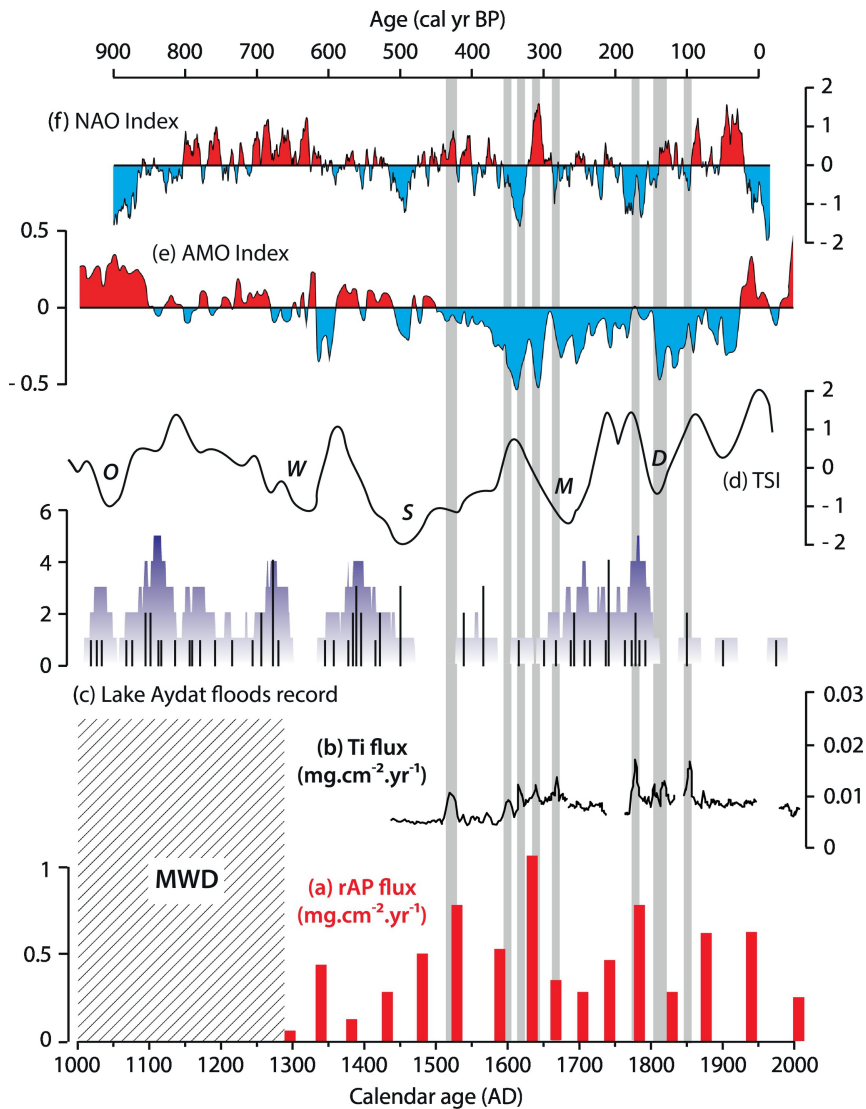 Age (cal yr BP)
900 800 700 600 500 400 300 200 100 0
2
(f) NAO Index
1
0
- 1
0.5
- 2
(e) AMO Index
0
- 0.5
2
1
O W S M D
0
(d) TSI
- 1
6
- 2
4
2
0
(c) Lake Aydat floods record
0.03
(b) Ti flux
(mg.cm⁻².yr⁻¹)
0.02
0.01
0
1
MWD
(a) rAP flux
(mg.cm⁻².yr⁻¹)
0.5
0
1000 1100 1200 1300 1400 1500 1600 1700 1800 1900 2000
Calendar age (AD)